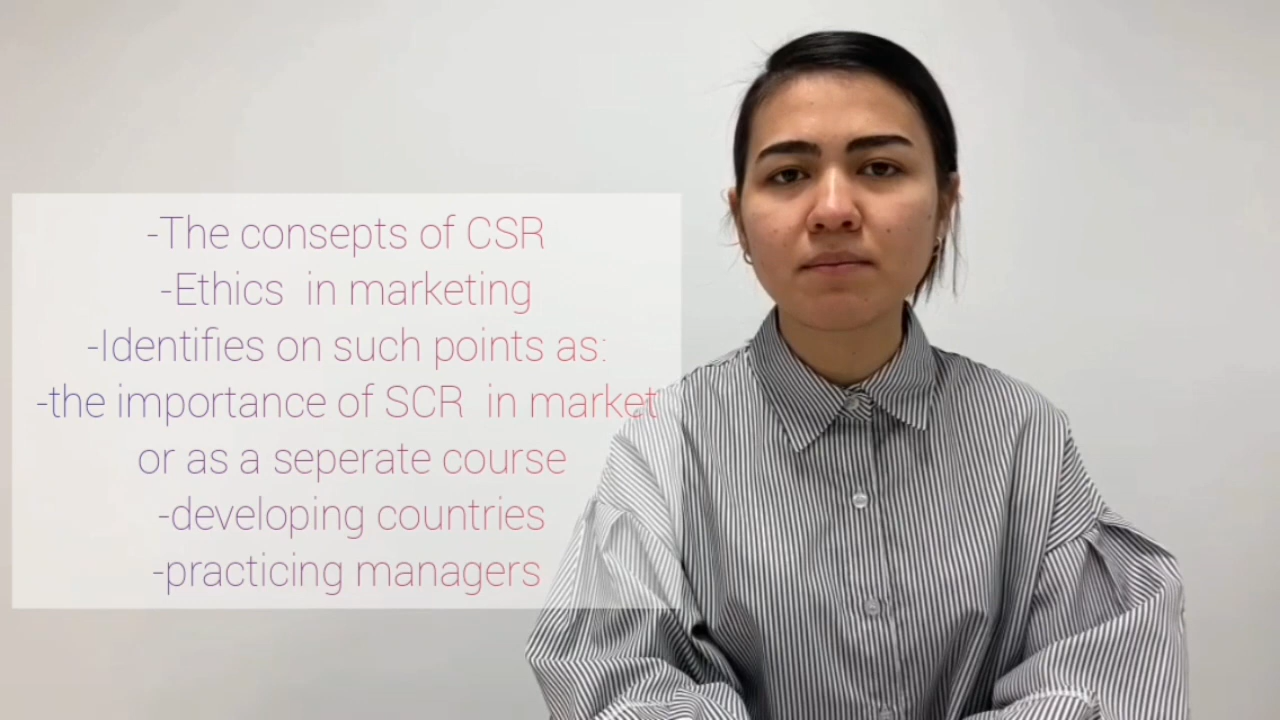 -The consepts of CSR
-Ethics  in marketing
-Identifies on such points as:
-the importance of SCR  in market
or as a seperate course
-developing countries
-practicing managers